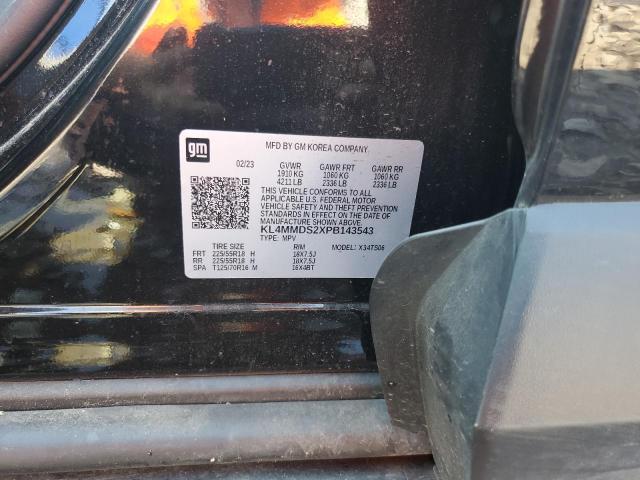 gm
MFD BY GM KOREA COMPANY
02/23 GVWR GAWR FRT GAWR RR
1910 KG 1060 KG 1060 KG
4211 LB 2336 LB 2336 LB
THIS VEHICLE CONFORMS TO ALL
APPLICABLE U.S. FEDERAL MOTOR
VEHICLE SAFETY AND THEFT PREVENTION
STANDARDS IN EFFECT ON THE DATE OF
MANUFACTURE SHOWN ABOVE.
KL4MMDS2XPB143543
TYPE: MPV
MODEL: X34TS06
TIRE SIZE RIM
FRT 225/55R18 H 18X7.5J
RR 225/55R18 H 18X7.5J
SPA T125/70R16 M 16X4BT